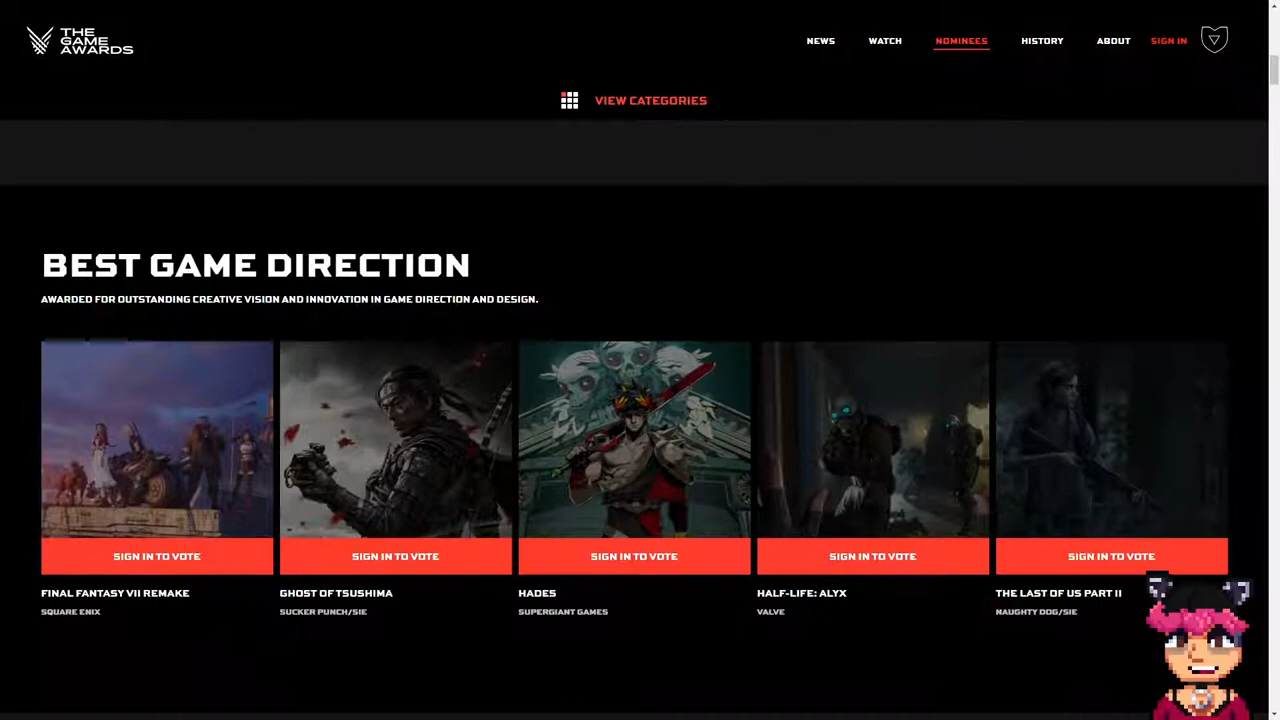 THE
GAME
AWARDS
NEWS
WATCH
NOMINEES
HISTORY
ABOUT
SIGN IN
VIEW CATEGORIES
BEST GAME DIRECTION
AWARDED FOR OUTSTANDING CREATIVE VISION AND INNOVATION IN GAME DIRECTION AND DESIGN.
SIGN IN TO VOTE
SIGN IN TO VOTE
SIGN IN TO VOTE
SIGN IN TO VOTE
SIGN IN TO VOTE
FINAL FANTASY VII REMAKE
SQUARE ENIX
GHOST OF TSUSHIMA
SUCKER PUNCH/SIE
HADES
SUPERGIANT GAMES
HALF-LIFE: ALYX
VALVE
THE LAST OF US PART II
NAUGHTY DOG/SIE